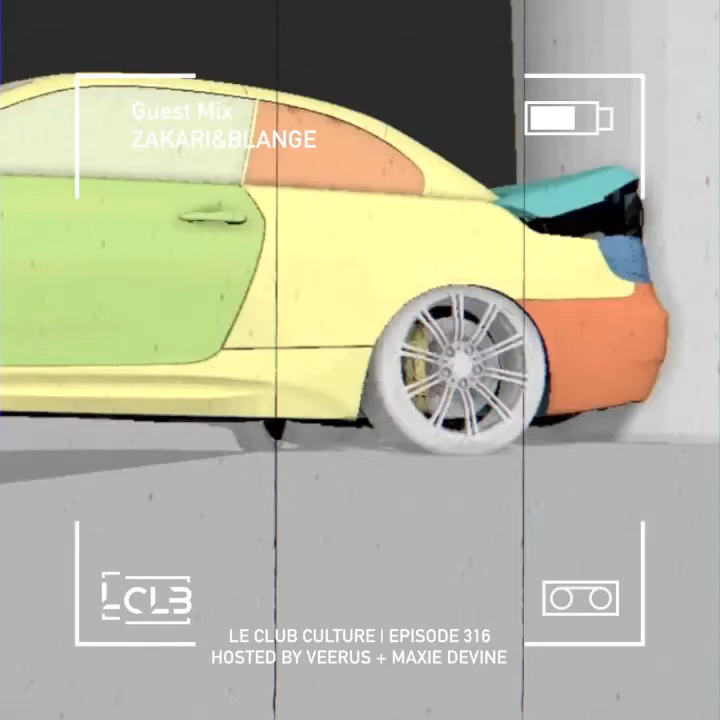 Guest Mix
ZAKARI&BLANGE
LCLB
LE CLUB CULTURE | EPISODE 316
HOSTED BY VEERUS + MAXIE DEVINE